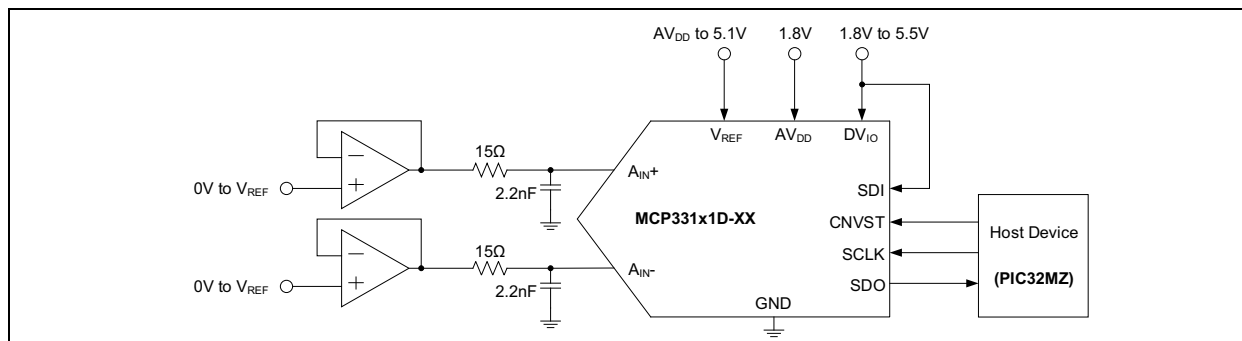 AVDD to 5.1V
1.8V
1.8V to 5.5V
VREF
AVDD
DVIO
15Ω
2.2nF
0V to VREF
−
+
AIN+
SDI
MCP331x1D-XX
CNVST
SCLK
SDO
Host Device
(PIC32MZ)
15Ω
2.2nF
0V to VREF
−
+
AIN-
GND